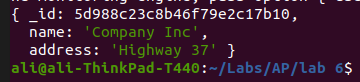 { _id: 5d988c23c8b46f79e2c17b10,
name: 'Company Inc',
address: 'Highway 37' }
ali@ali-ThinkPad-T440:~/Labs/AP/lab 6$